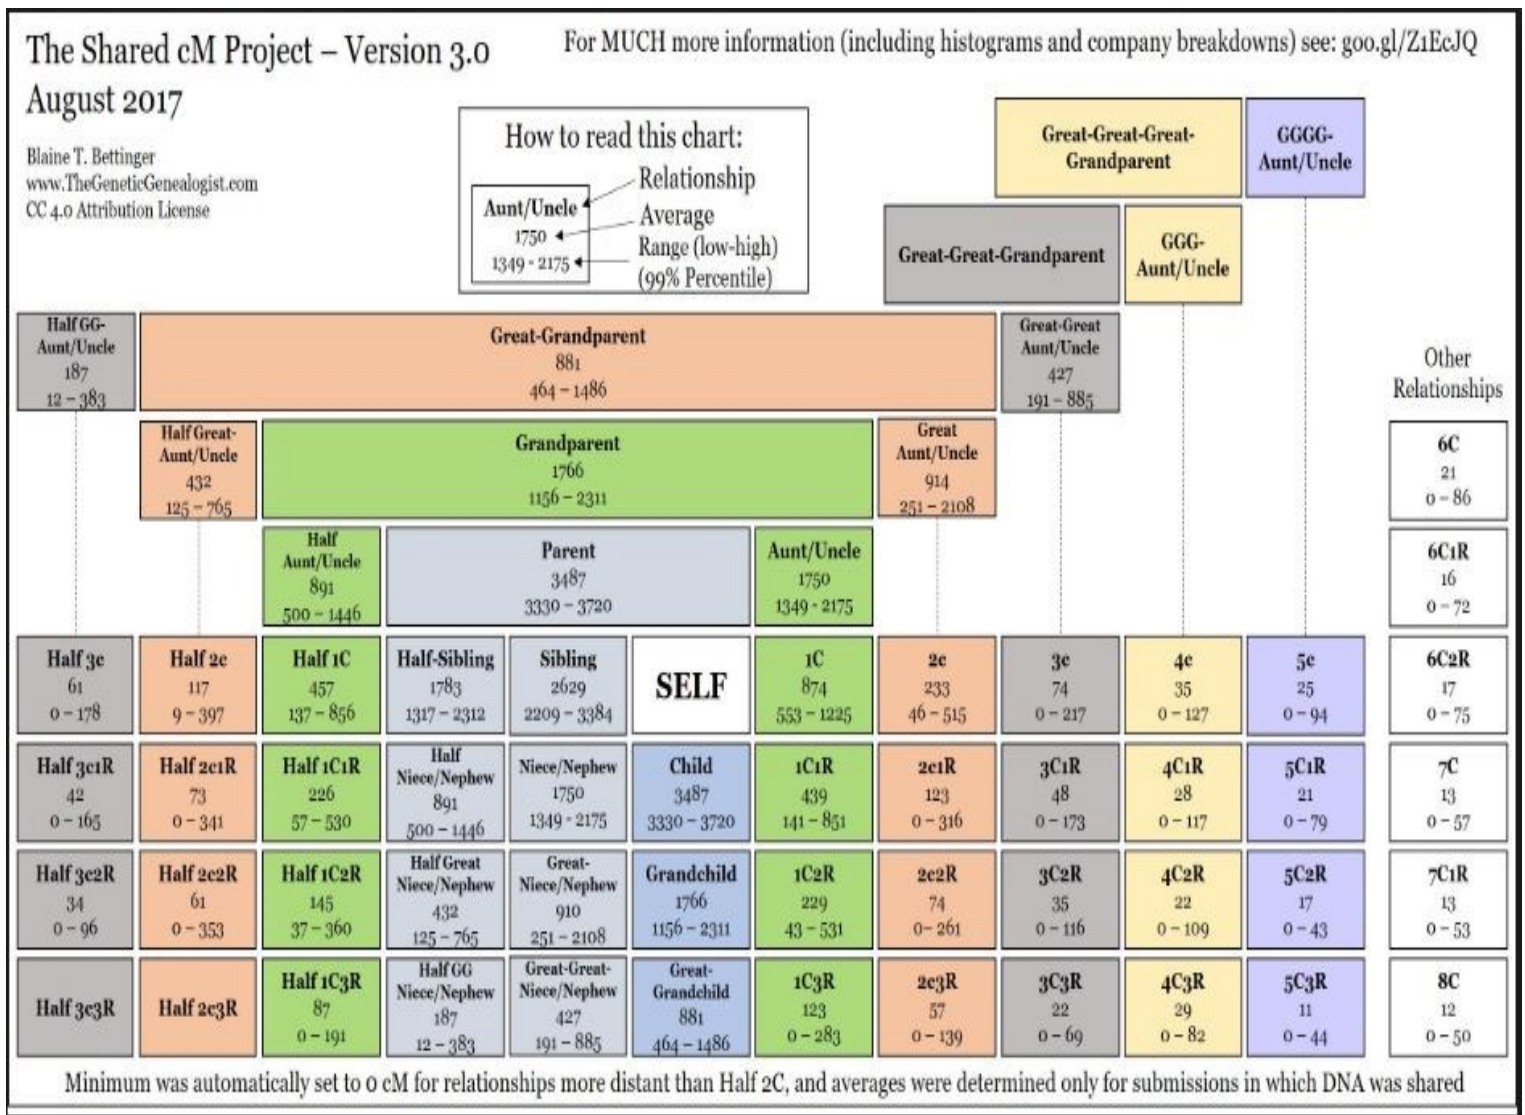 The Shared cM Project – Version 3.0
August 2017
For MUCH more information (including histograms and company breakdowns) see: goo.gl/Z1EcJQ
Blaine T. Bettinger
www.TheGeneticGenealogist.com
CC 4.0 Attribution License
How to read this chart:
Relationship
Aunt/Uncle
1750
1349 - 2175
Average
Range (low-high)
(99% Percentile)
Great-Great-Great-
Grandparent
GGGG-
Aunt/Uncle
Great-Great-Grandparent
GGG-
Aunt/Uncle
Half GG-
Aunt/Uncle
187
12 – 383
Great-Grandparent
881
464 – 1486
Great-Great
Aunt/Uncle
427
191 – 885
Other
Relationships
Half Great-
Aunt/Uncle
432
125 – 765
Grandparent
1766
1156 – 2311
Great
Aunt/Uncle
914
251 – 2108
6C
21
0 – 86
Half
Aunt/Uncle
891
500 – 1446
Parent
3487
3330 – 3720
Aunt/Uncle
1750
1349 - 2175
6C1R
16
0 – 72
Half 3c
61
0 – 178
Half 2c
117
9 – 397
Half 1C
457
137 – 856
Half-Sibling
1783
1317 – 2312
Sibling
2629
2209 – 3384
SELF
1C
874
553 – 1225
2c
233
46 – 515
3c
74
0 – 217
4c
35
0 – 127
5c
25
0 – 94
6C2R
17
0 – 75
Half 3c1R
42
0 – 165
Half 2c1R
73
0 – 341
Half 1C1R
226
57 – 530
Half
Niece/Nephew
891
500 – 1446
Niece/Nephew
1750
1349 - 2175
Child
3487
3330 – 3720
1C1R
439
141 – 851
2c1R
123
0 – 316
3C1R
48
0 – 173
4C1R
28
0 – 117
5C1R
21
0 – 79
7C
13
0 – 57
Half 3c2R
34
0 – 96
Half 2c2R
61
0 – 353
Half 1C2R
145
37 – 360
Half Great
Niece/Nephew
432
125 – 765
Great-
Niece/Nephew
910
251 – 2108
Grandchild
1766
1156 – 2311
1C2R
229
43 – 531
2c2R
74
0 – 261
3C2R
35
0 – 116
4C2R
22
0 – 109
5C2R
17
0 – 43
7C1R
13
0 – 53
Half 3c3R
Half 2c3R
Half 1C3R
87
0 – 191
Half GG
Niece/Nephew
187
12 – 383
Great-Great-
Niece/Nephew
427
191 – 885
Great-
Grandchild
881
464 – 1486
1C3R
123
0 – 283
2c3R
57
0 – 139
3C3R
22
0 – 69
4C3R
29
0 – 82
5C3R
11
0 – 44
8C
12
0 – 50
Minimum was automatically set to 0 cM for relationships more distant than Half 2C, and averages were determined only for submissions in which DNA was shared